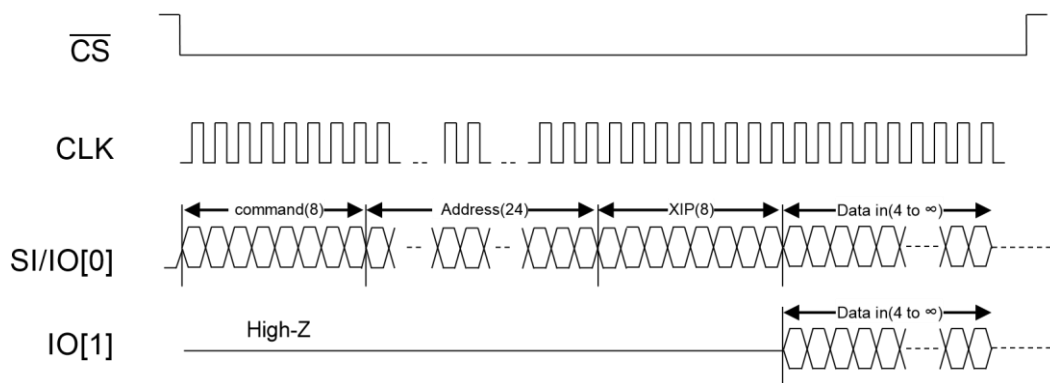 CS
CLK
command(8) Address(24) XIP(8) Data in(4 to ∞)
SI/IO[0]
Data in(4 to ∞)
High-Z
IO[1]